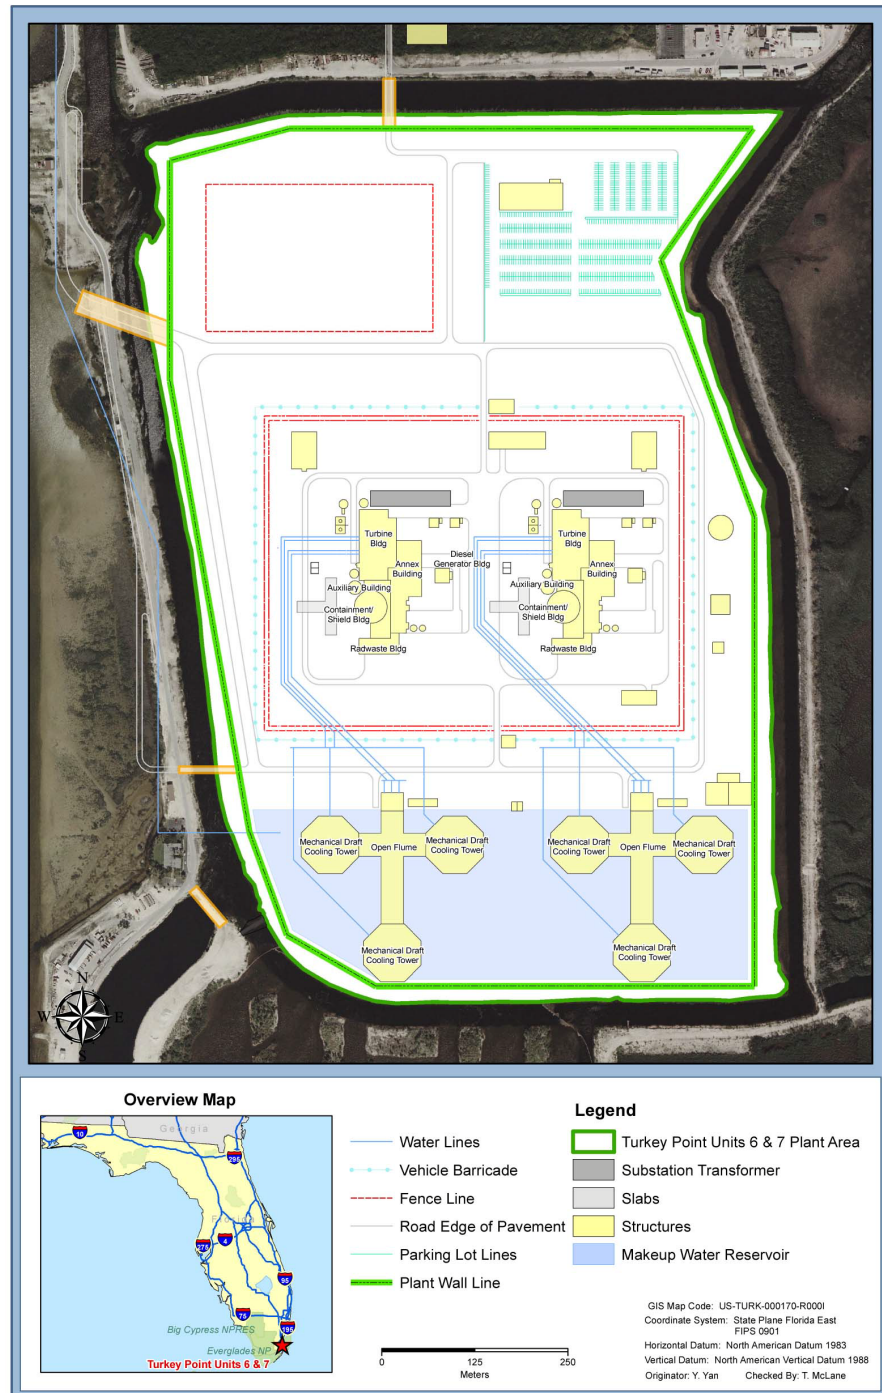 Turbine
Bldg
Annex
Building
Diesel
Generator Bldg
Auxiliary Building
Containment/
Shield Bldg
Radwaste Bldg
Turbine
Bldg
Annex
Building
Auxiliary Building
Containment/
Shield Bldg
Radwaste Bldg
Mechanical Draft
Cooling Tower
Open Flume
Mechanical Draft
Cooling Tower
Mechanical Draft
Cooling Tower
Open Flume
Mechanical Draft
Cooling Tower
Mechanical Draft
Cooling Tower
Mechanical Draft
Cooling Tower
N
W E
S
Overview Map
Georgia
10
295
Florida
275
4
95
75
195
Big Cypress NPRES
Everglades NP
Turkey Point Units 6 & 7
Legend
Water Lines
Vehicle Barricade
Fence Line
Road Edge of Pavement
Parking Lot Lines
Plant Wall Line
Turkey Point Units 6 & 7 Plant Area
Substation Transformer
Slabs
Structures
Makeup Water Reservoir
0 125 250
Meters
GIS Map Code: US-TURK-000170-R000I
Coordinate System: State Plane Florida East
FIPS 0901
Horizontal Datum: North American Datum 1983
Vertical Datum: North American Vertical Datum 1988
Originator: Y. Yan Checked By: T. McLane